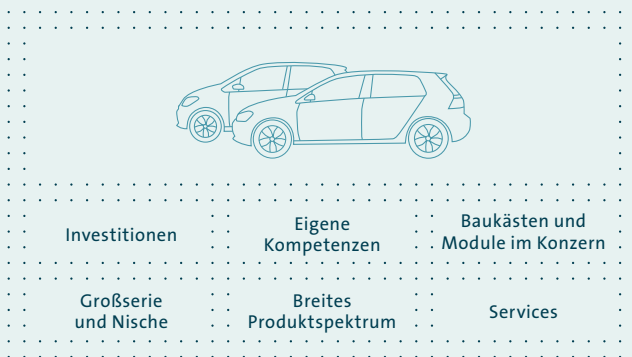 Investitionen
Eigene
Kompetenzen
Baukästen und
Module im Konzern
Großserie
und Nische
Breites
Produktspektrum
Services